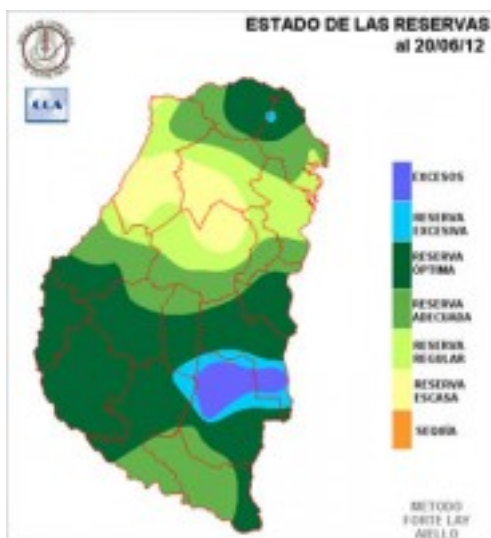 ESTADO DE LAS RESERVAS
al 20/06/12
CCA
EXCESOS
RESERVA
EXCESIVA
RESERVA
ÓPTIMA
RESERVA
ADECUADA
RESERVA
REGULAR
RESERVA
ESCASA
SEQUÍA
METODO
FORTE LAY
AIELLO